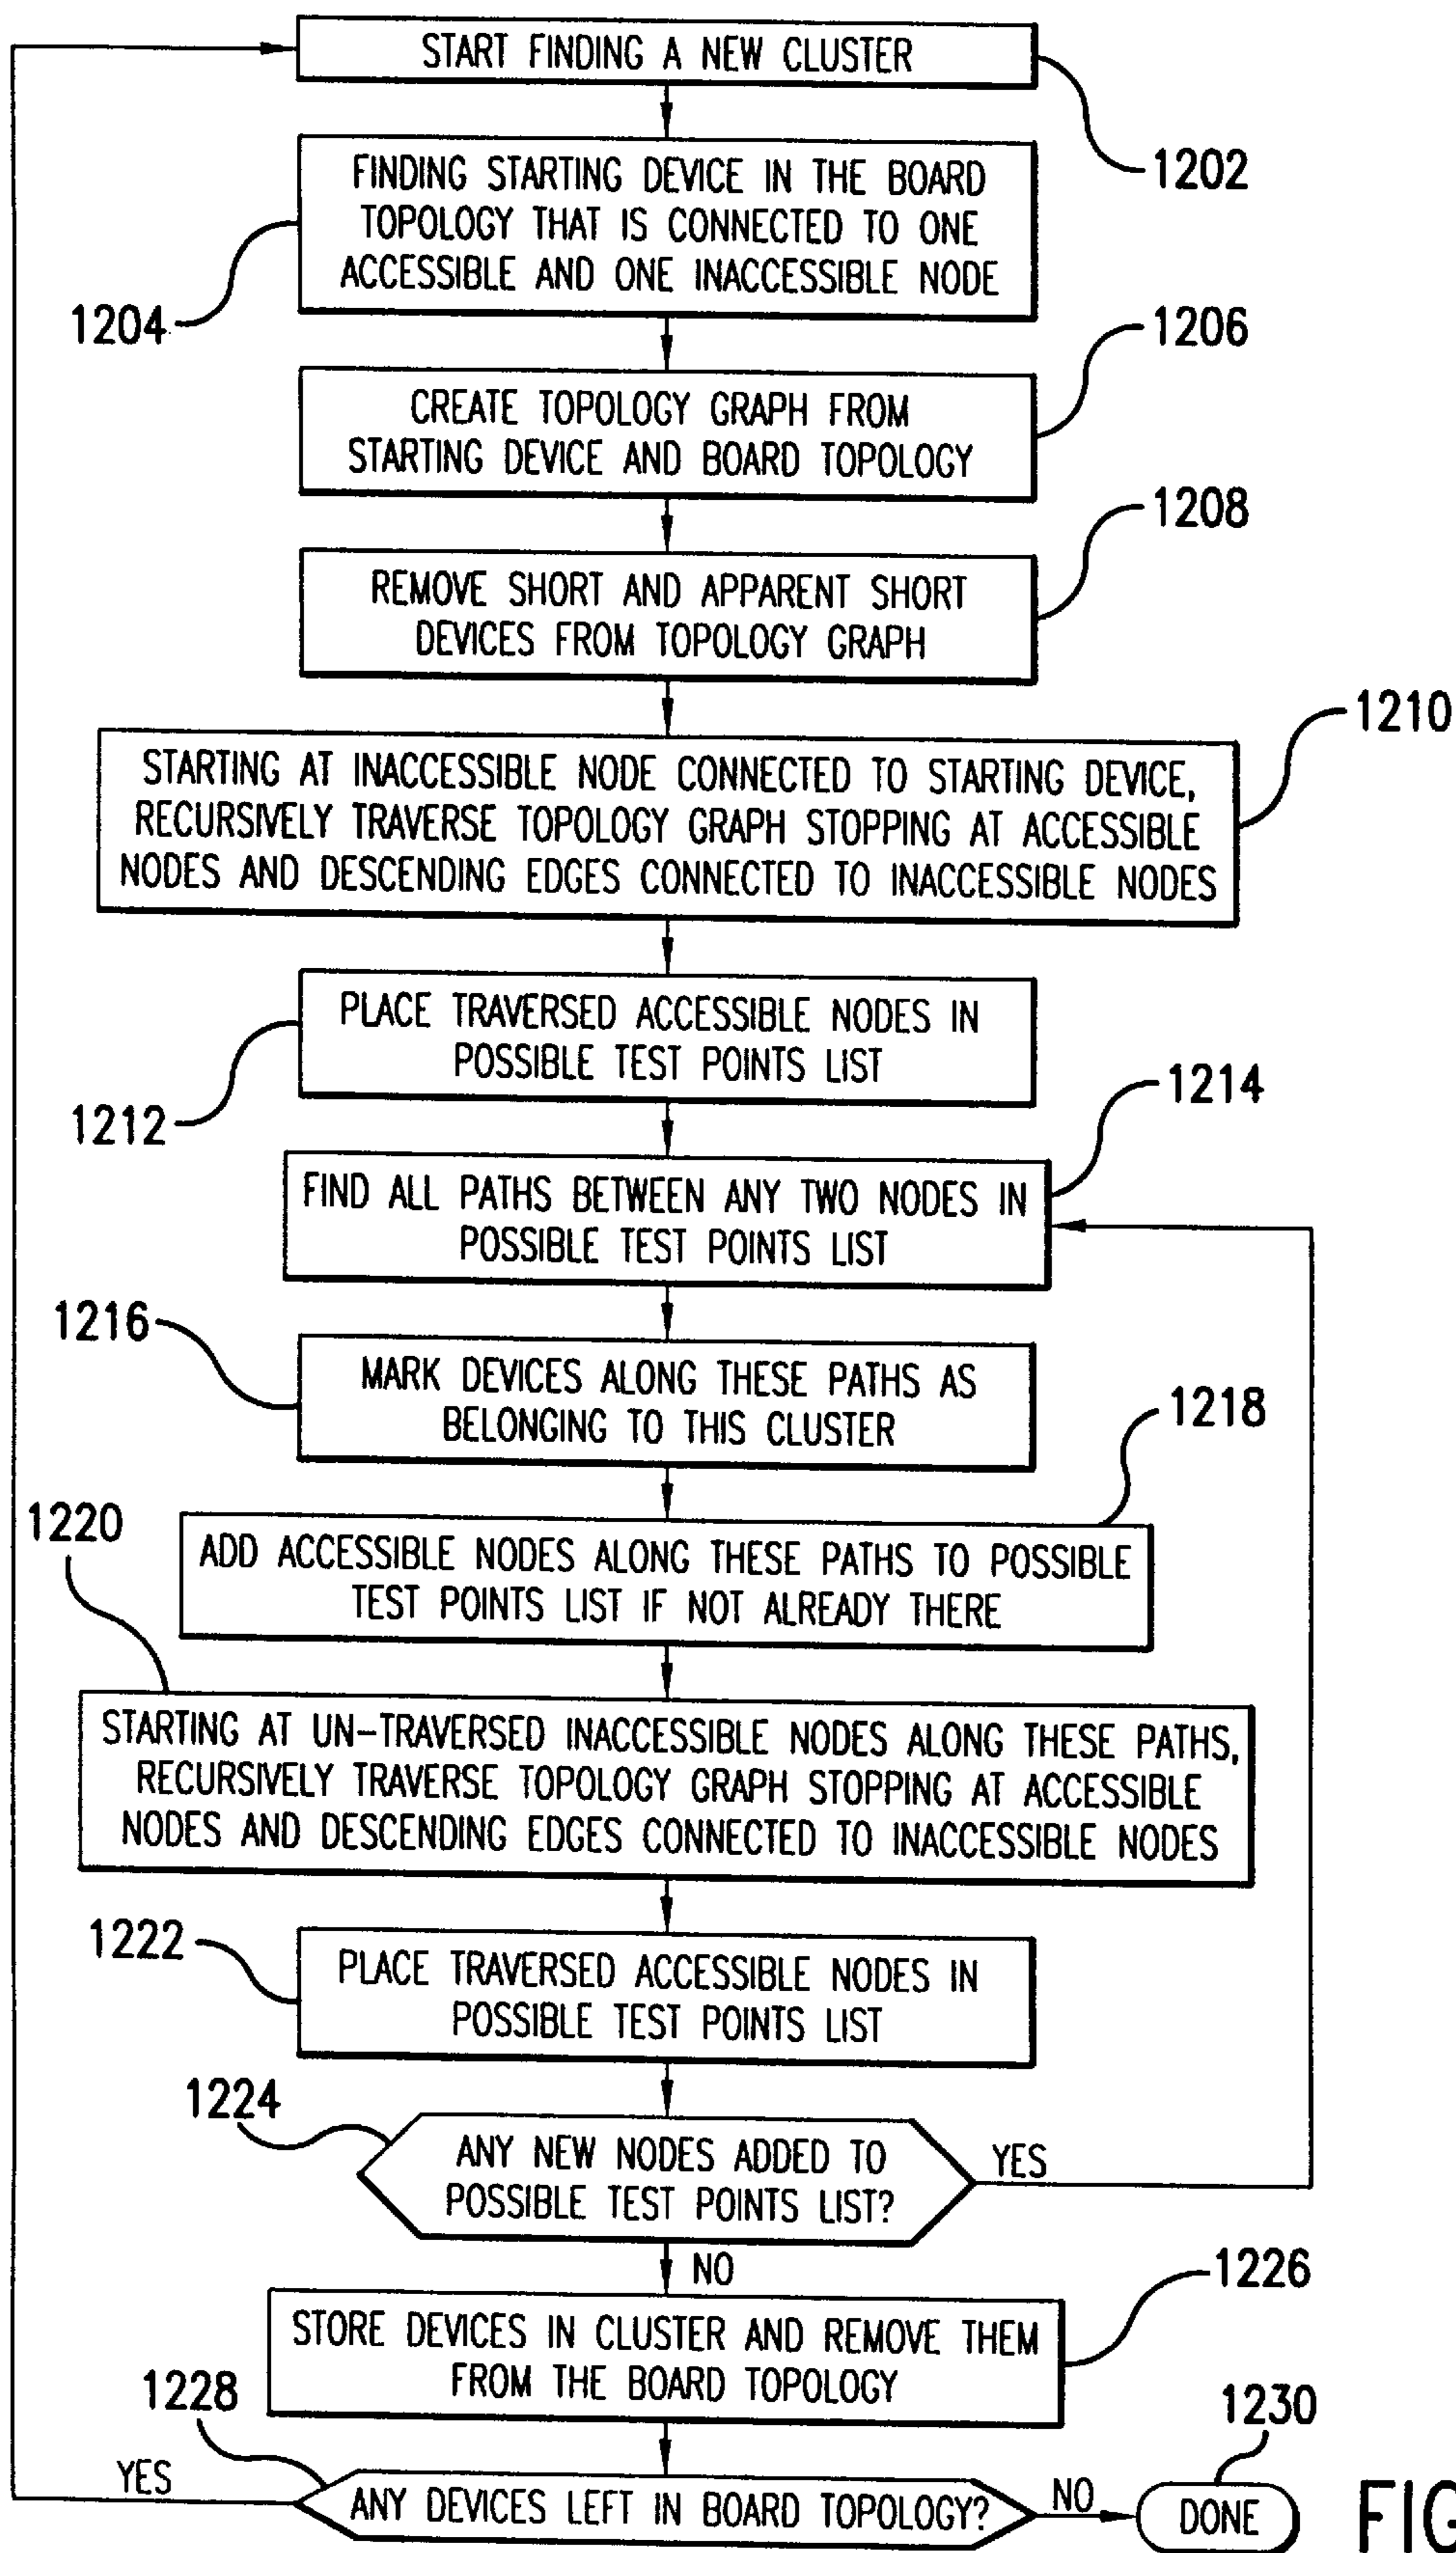 START FINDING A NEW CLUSTER
1202
FINDING STARTING DEVICE IN THE BOARD
TOPOLOGY THAT IS CONNECTED TO ONE
ACCESSIBLE AND ONE INACCESSIBLE NODE
1204
1206
CREATE TOPOLOGY GRAPH FROM
STARTING DEVICE AND BOARD TOPOLOGY
1208
REMOVE SHORT AND APPARENT SHORT
DEVICES FROM TOPOLOGY GRAPH
1210
STARTING AT INACCESSIBLE NODE CONNECTED TO STARTING DEVICE,
RECURSIVELY TRAVERSE TOPOLOGY GRAPH STOPPING AT ACCESSIBLE
NODES AND DESCENDING EDGES CONNECTED TO INACCESSIBLE NODES
PLACE TRAVERSED ACCESSIBLE NODES IN
POSSIBLE TEST POINTS LIST
1212
1214
FIND ALL PATHS BETWEEN ANY TWO NODES IN
POSSIBLE TEST POINTS LIST
1216
MARK DEVICES ALONG THESE PATHS AS
BELONGING TO THIS CLUSTER
1218
1220
ADD ACCESSIBLE NODES ALONG THESE PATHS TO POSSIBLE
TEST POINTS LIST IF NOT ALREADY THERE
STARTING AT UN-TRAVERSED INACCESSIBLE NODES ALONG THESE PATHS,
RECURSIVELY TRAVERSE TOPOLOGY GRAPH STOPPING AT ACCESSIBLE
NODES AND DESCENDING EDGES CONNECTED TO INACCESSIBLE NODES
1222
PLACE TRAVERSED ACCESSIBLE NODES IN
POSSIBLE TEST POINTS LIST
1224
ANY NEW NODES ADDED TO
POSSIBLE TEST POINTS LIST?
YES
NO
1226
STORE DEVICES IN CLUSTER AND REMOVE THEM
FROM THE BOARD TOPOLOGY
1228
1230
YES
ANY DEVICES LEFT IN BOARD TOPOLOGY?
NO
DONE
FIG